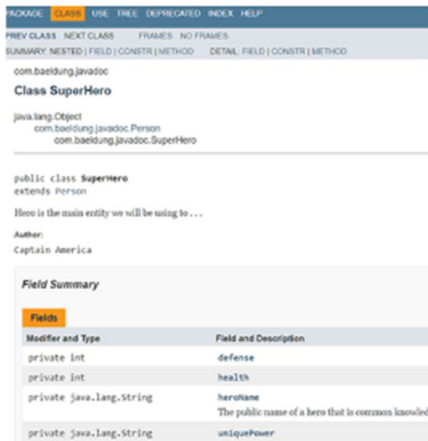 PACKAGE CLASS USE TREE DEPRECATED INDEX HELP
PREV CLASS NEXT CLASS FRAMES NO FRAMES
SUMMARY: NESTED | FIELD | CONSTR | METHOD DETAIL: FIELD | CONSTR | METHOD
com.baeldung.javadoc
Class SuperHero
java.lang.Object
com.baeldung.javadoc.Person
com.baeldung.javadoc.SuperHero
public class SuperHero
extends Person
Hero is the main entity we will be using to . . .
Author:
Captain America
Field Summary
Fields
Modifier and Type Field and Description
private int defense
private int health
private java.lang.String heroName
The public name of a hero that is common knowled
private java.lang.String uniquePower